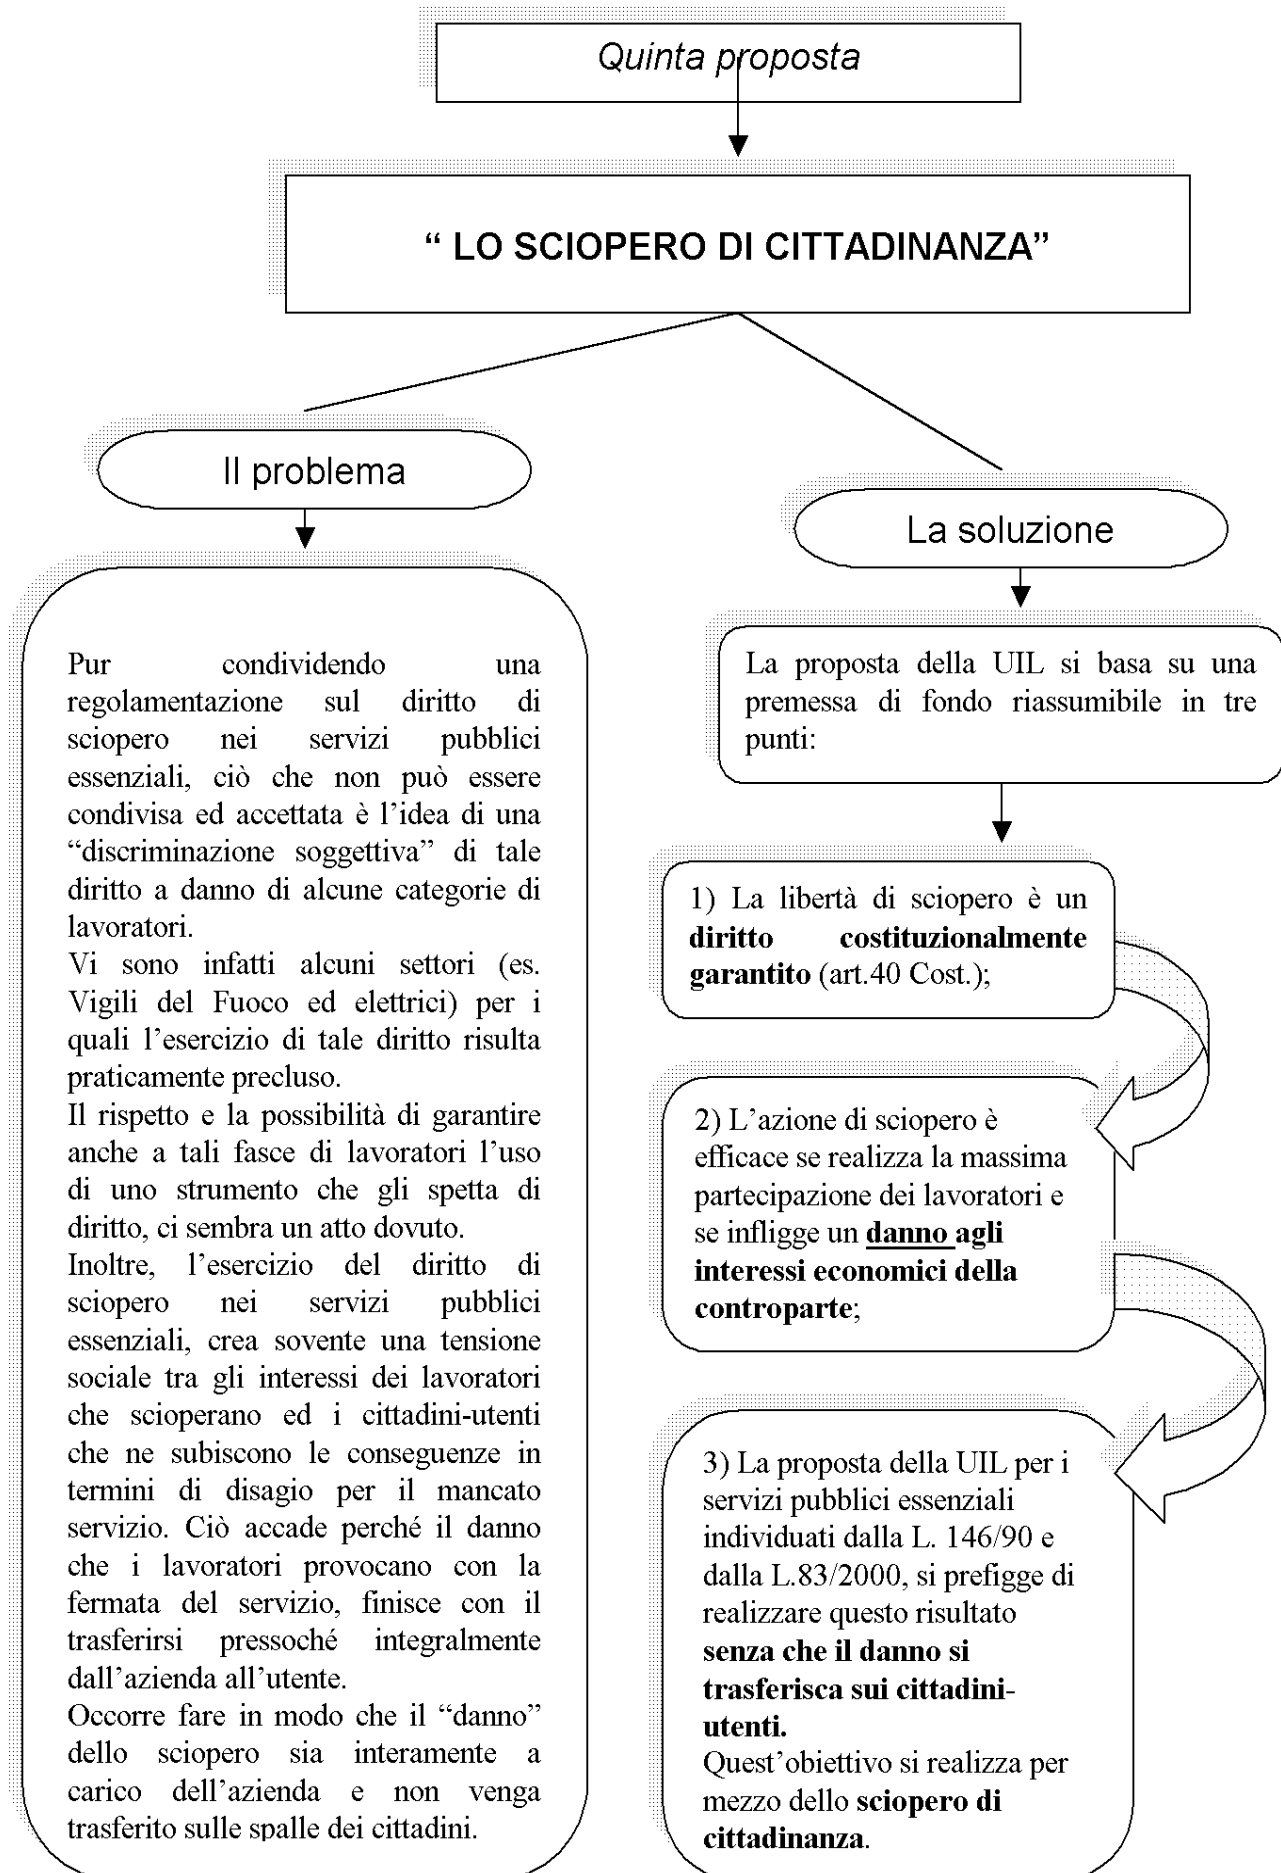 Quinta proposta
“ LO SCIOPERO DI CITTADINANZA”
Il problema
Pur condividendo una
regolamentazione sul diritto di
sciopero nei servizi pubblici
essenziali, ciò che non può essere
condivisa ed accettata è l’idea di una
“discriminazione soggettiva” di tale
diritto a danno di alcune categorie di
lavoratori.
Vi sono infatti alcuni settori (es.
Vigili del Fuoco ed elettrici) per i
quali l’esercizio di tale diritto risulta
praticamente precluso.
Il rispetto e la possibilità di garantire
anche a tali fasce di lavoratori l’uso
di uno strumento che gli spetta di
diritto, ci sembra un atto dovuto.
Inoltre, l’esercizio del diritto di
sciopero nei servizi pubblici
essenziali, crea sovente una tensione
sociale tra gli interessi dei lavoratori
che scioperano ed i cittadini-utenti
che ne subiscono le conseguenze in
termini di disagio per il mancato
servizio. Ciò accade perché il danno
che i lavoratori provocano con la
fermata del servizio, finisce con il
trasferirsi pressoché integralmente
dall’azienda all’utente.
Occorre fare in modo che il “danno”
dello sciopero sia interamente a
carico dell’azienda e non venga
trasferito sulle spalle dei cittadini.
La soluzione
La proposta della UIL si basa su una
premessa di fondo riassumibile in tre
punti:
1) La libertà di sciopero è un
diritto costituzionalmente
garantito (art.40 Cost.);
2) L’azione di sciopero è
efficace se realizza la massima
partecipazione dei lavoratori e
se infligge un danno agli
interessi economici della
controparte;
3) La proposta della UIL per i
servizi pubblici essenziali
individuati dalla L. 146/90 e
dalla L.83/2000, si prefigge di
realizzare questo risultato
senza che il danno si
trasferisca sui cittadini-
utenti.
Quest’obiettivo si realizza per
mezzo dello sciopero di
cittadinanza.